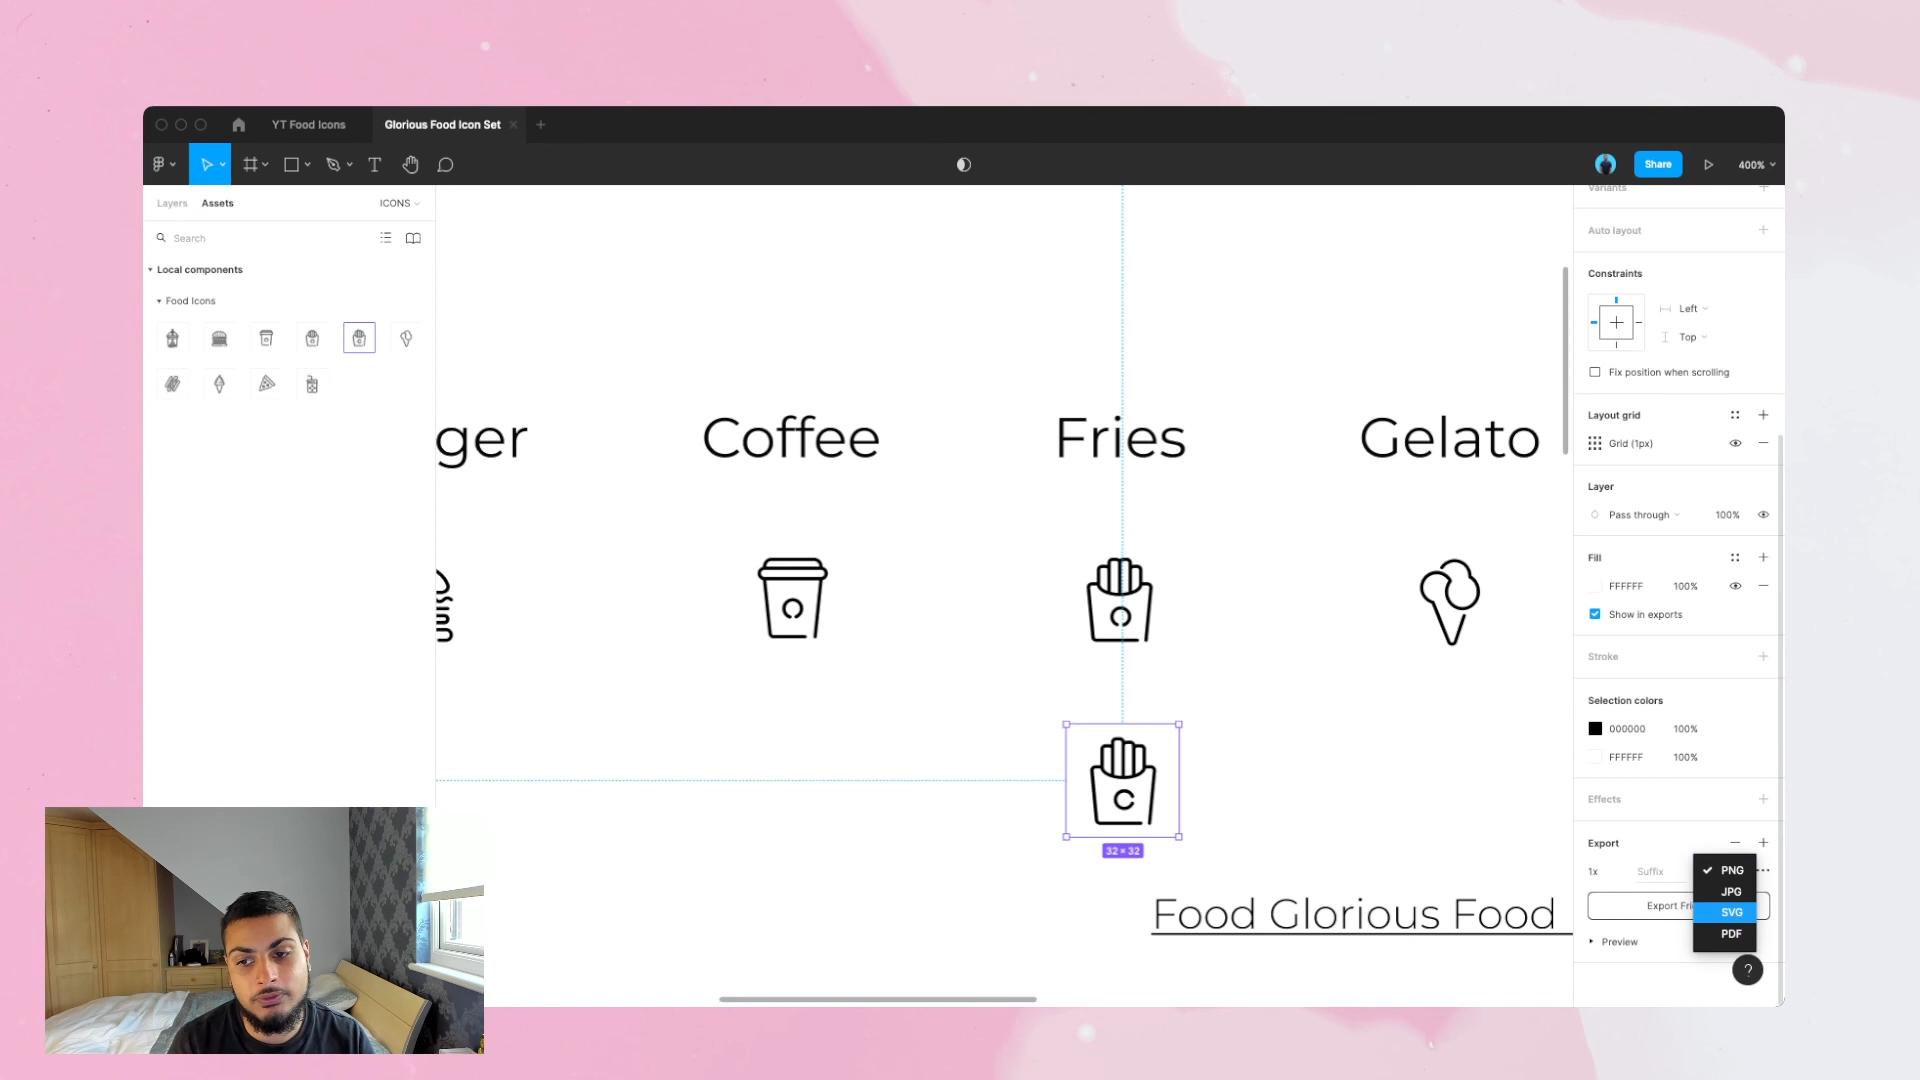 YT Food Icons
Glorious Food Icon Set
Share
400%
Layers
Assets
ICONS
Search
Local components
Food Icons
ger
Coffee
Fries
Gelato
32 × 32
Food Glorious Food
Variants
Auto layout
Constraints
Left
Top
Fix position when scrolling
Layout grid
Grid (1px)
Layer
Pass through
100%
Fill
FFFFFF
100%
Show in exports
Stroke
Selection colors
000000
100%
FFFFFF
100%
Effects
Export
1x
Suffix
PNG
JPG
SVG
PDF
Export Fri
Preview
?